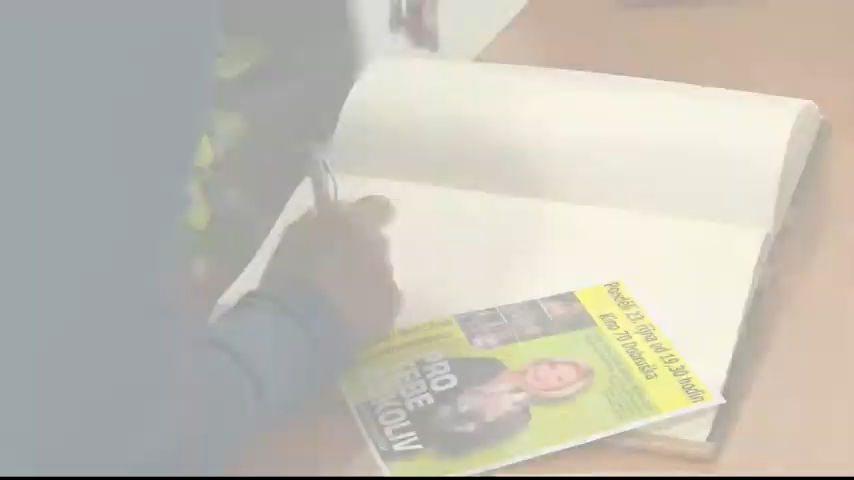 Pondělí 23. října od 19,30 hodin
Kino 70 Dobruška
PRO
TEBE
KOLIV